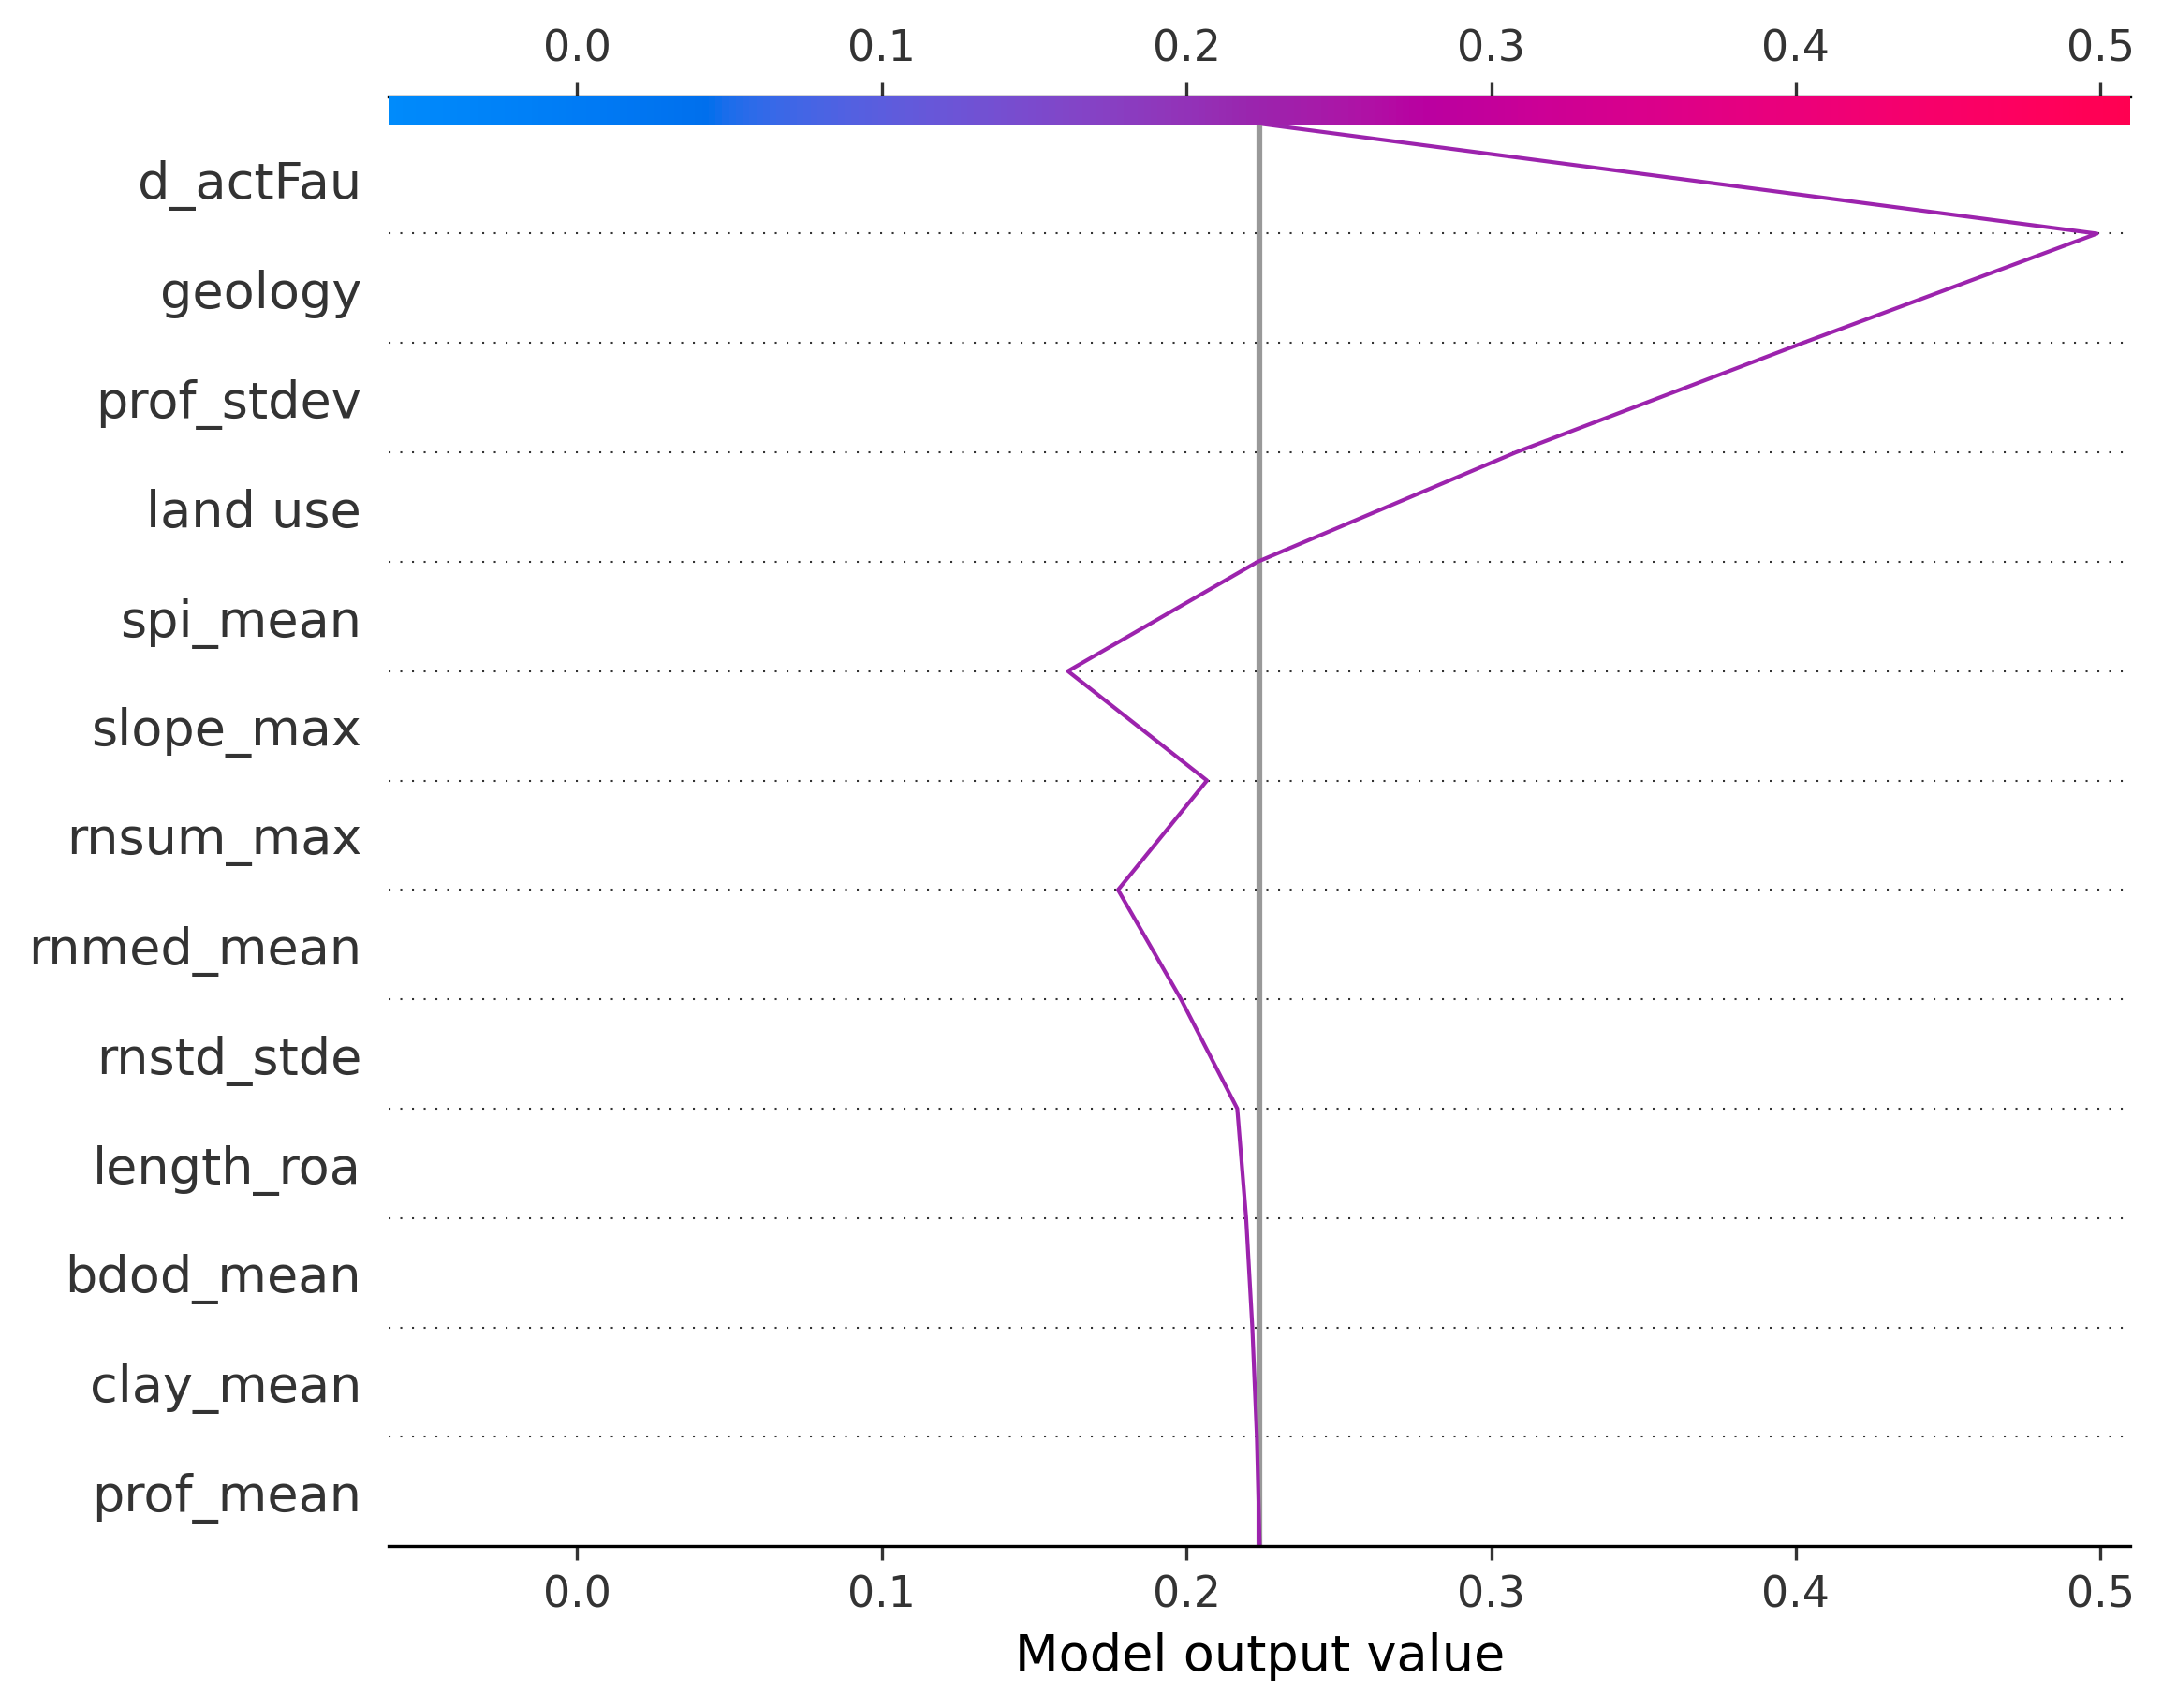 0.0 0.1 0.2 0.3 0.4 0.5
d_actFau
geology
prof_stdev
land use
spi_mean
slope_max
rnsum_max
rnmed_mean
rnstd_stde
length_roa
bdod_mean
clay_mean
prof_mean
0.0 0.1 0.2 0.3 0.4 0.5
Model output value